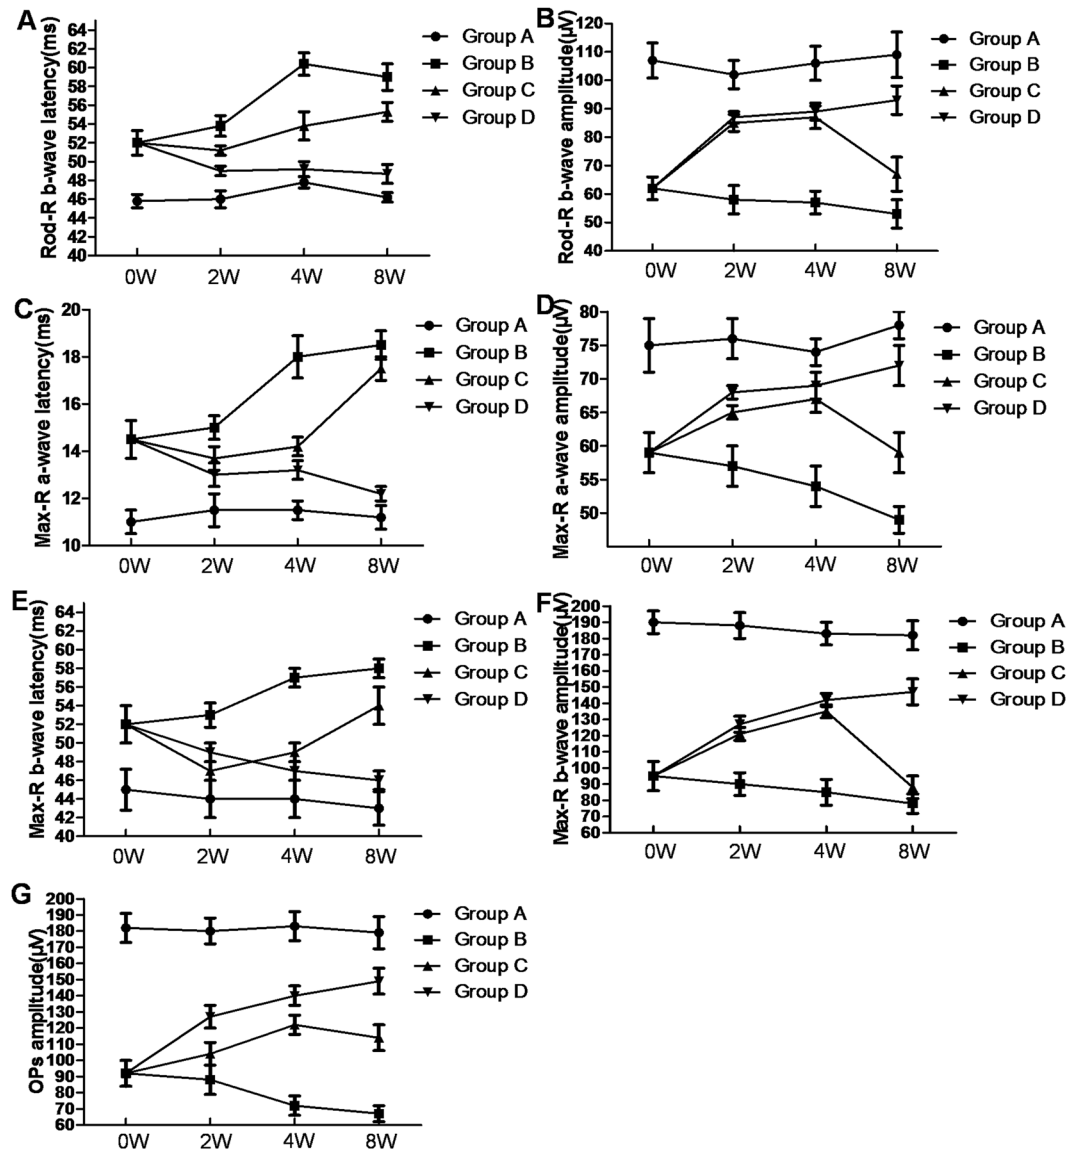 A
Rod-R b-wave latency(ms)
64
62
60
58
56
54
52
50
48
46
44
42
40
0W 2W 4W 8W
Group A
Group B
Group C
Group D
B
Rod-R b-wave amplitude(μV)
120
110
100
90
80
70
60
50
40
0W 2W 4W 8W
Group A
Group B
Group C
Group D
C
Max-R a-wave latency(ms)
20
18
16
14
12
10
0W 2W 4W 8W
Group A
Group B
Group C
Group D
D
Max-R a-wave amplitude(μV)
80
75
70
65
60
55
50
0W 2W 4W 8W
Group A
Group B
Group C
Group D
E
Max-R b-wave latency(ms)
64
62
60
58
56
54
52
50
48
46
44
42
40
0W 2W 4W 8W
Group A
Group B
Group C
Group D
F
Max-R b-wave amplitude(μV)
200
190
180
170
160
150
140
130
120
110
100
90
80
70
60
0W 2W 4W 8W
Group A
Group B
Group C
Group D
G
OPs amplitude(μV)
200
190
180
170
160
150
140
130
120
110
100
90
80
70
60
0W 2W 4W 8W
Group A
Group B
Group C
Group D